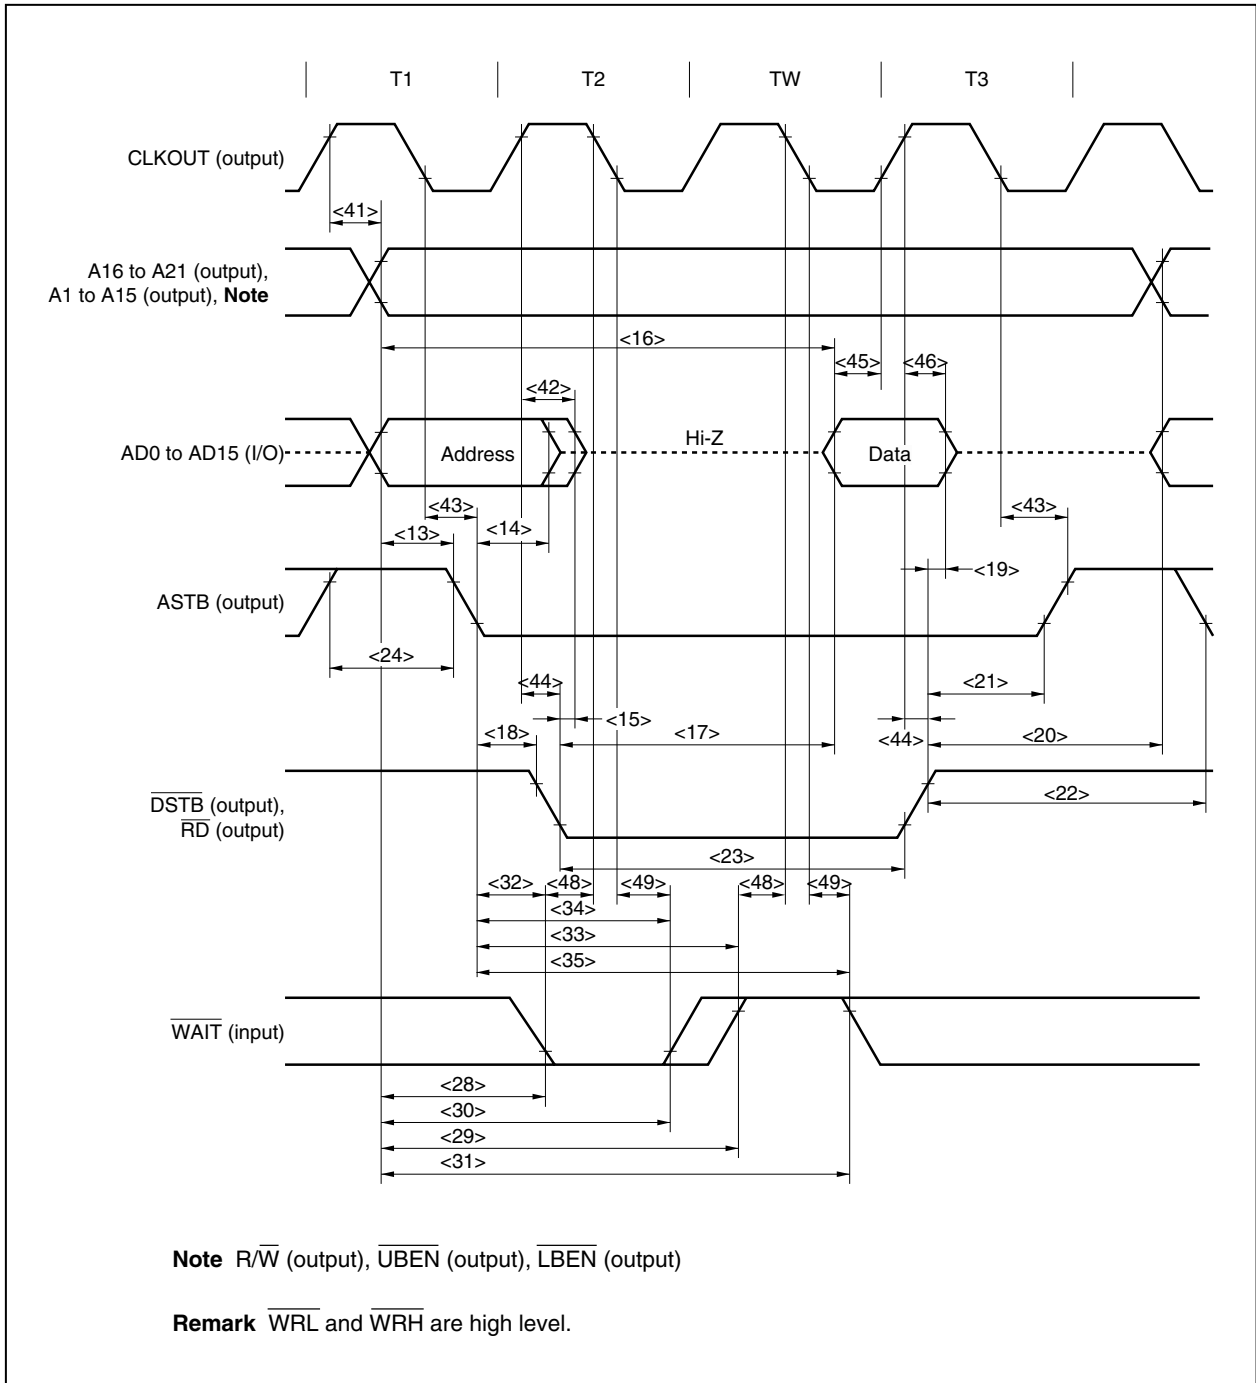 T1 T2 TW T3
CLKOUT (output)
<41>
A16 to A21 (output),
A1 to A15 (output), Note
<16>
<45> <46>
<42>
AD0 to AD15 (I/O) Address Hi-Z Data
<43> <43>
<13> <14>
<19>
ASTB (output)
<24>
<44> <21>
<15>
<18> <17> <44> <20>
DSTB (output),
RD (output)
<22>
<23>
<32> <48> <49> <48> <49>
<34>
<33>
<35>
WAIT (input)
<28>
<30>
<29>
<31>
Note R/W (output), UBEN (output), LBEN (output)
Remark WRL and WRH are high level.